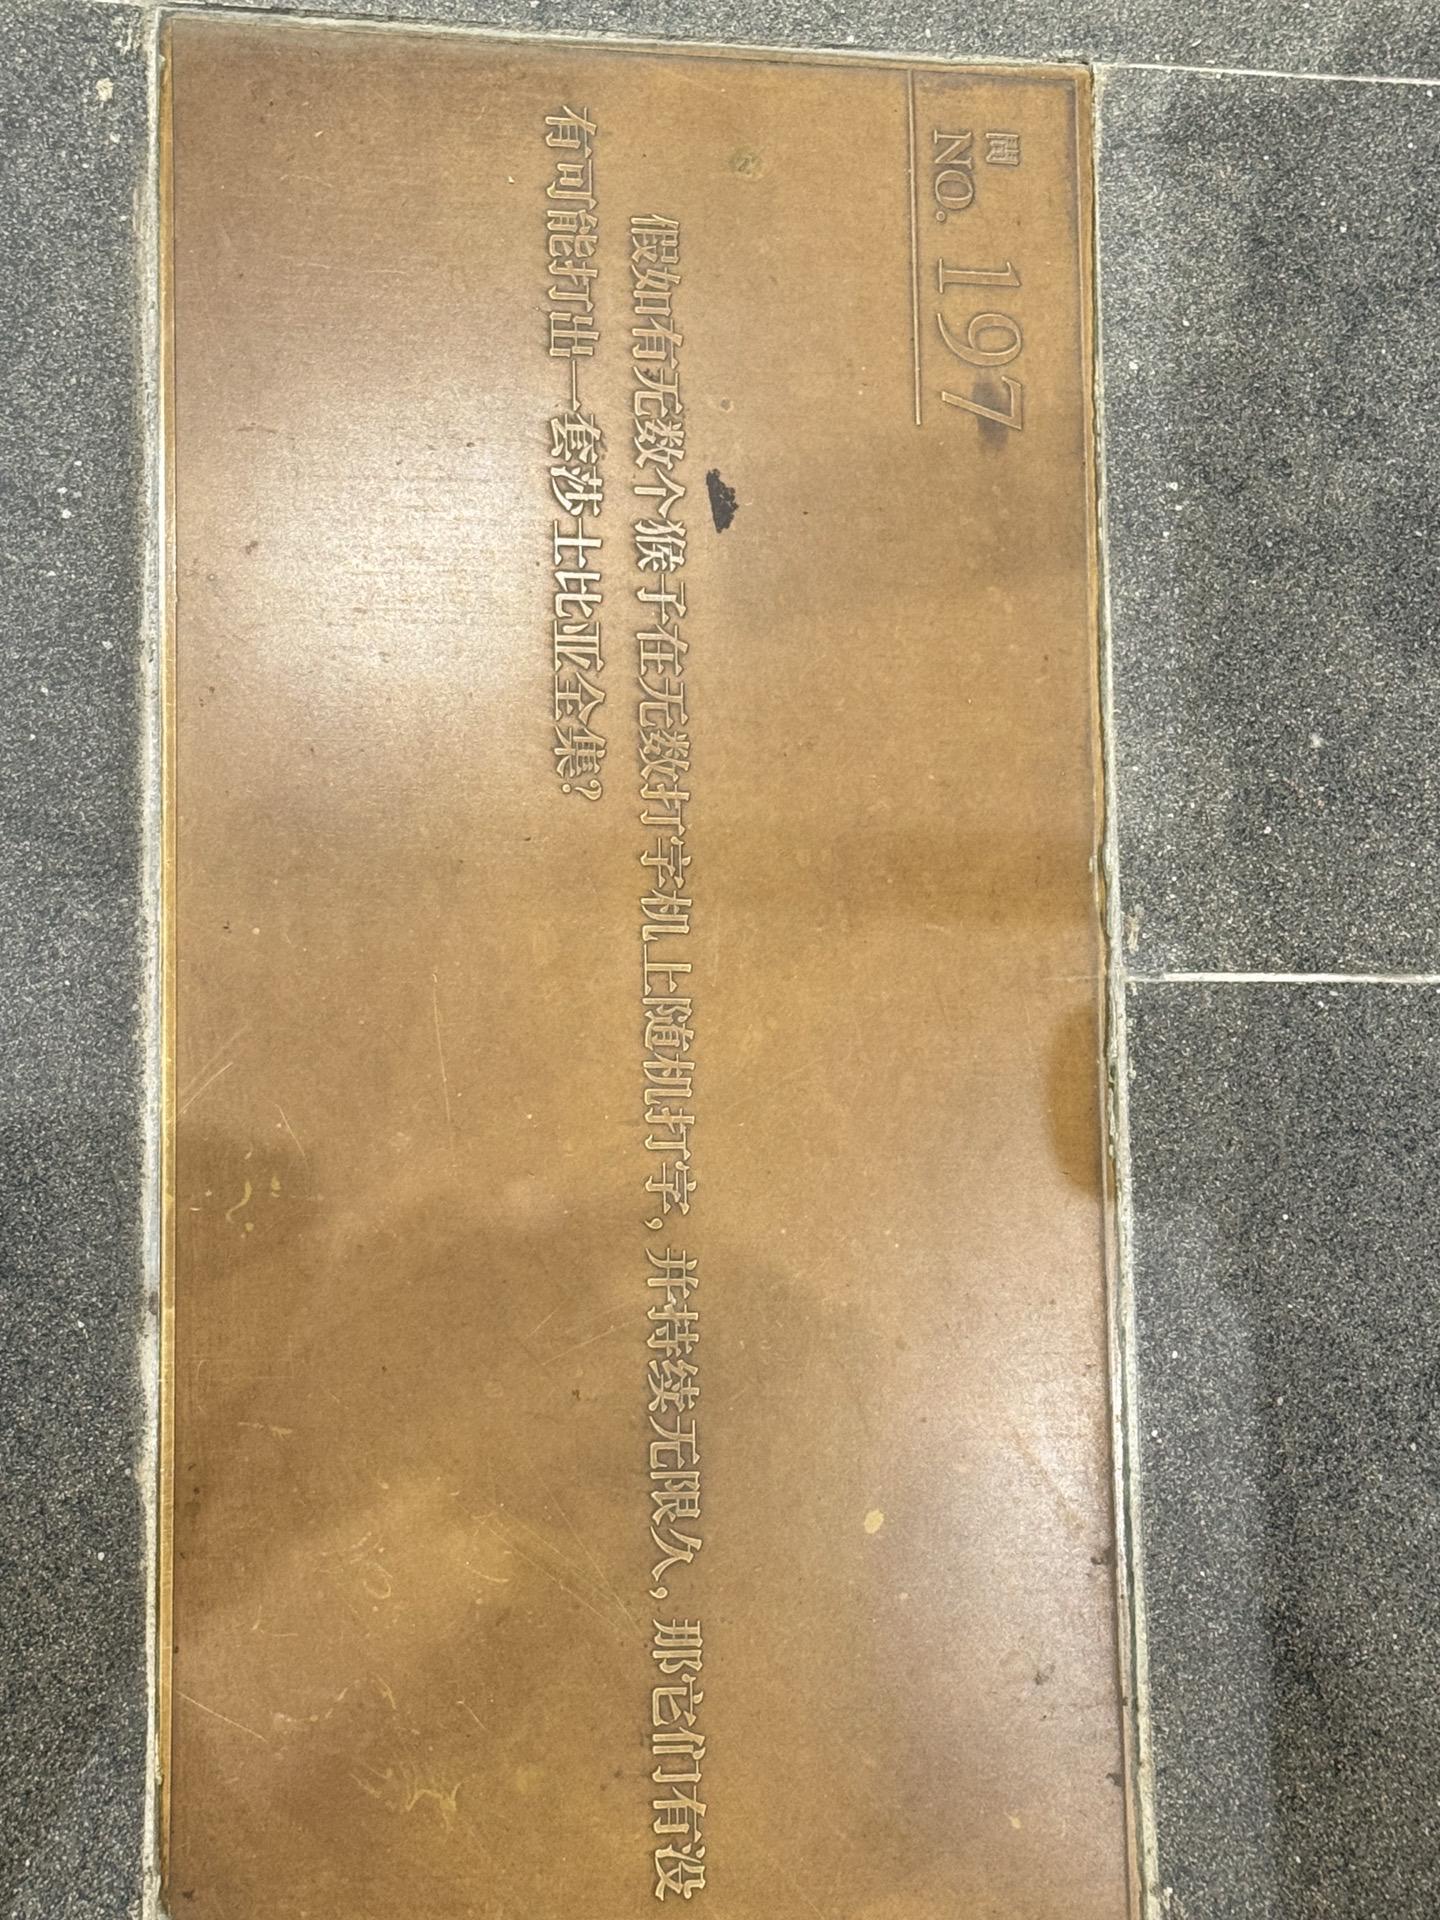 問 NO. 197
假如有无数个猴子在无数打字机上随机打字，并持续无限久，那它们有没
有可能打出一套莎士比亚全集？